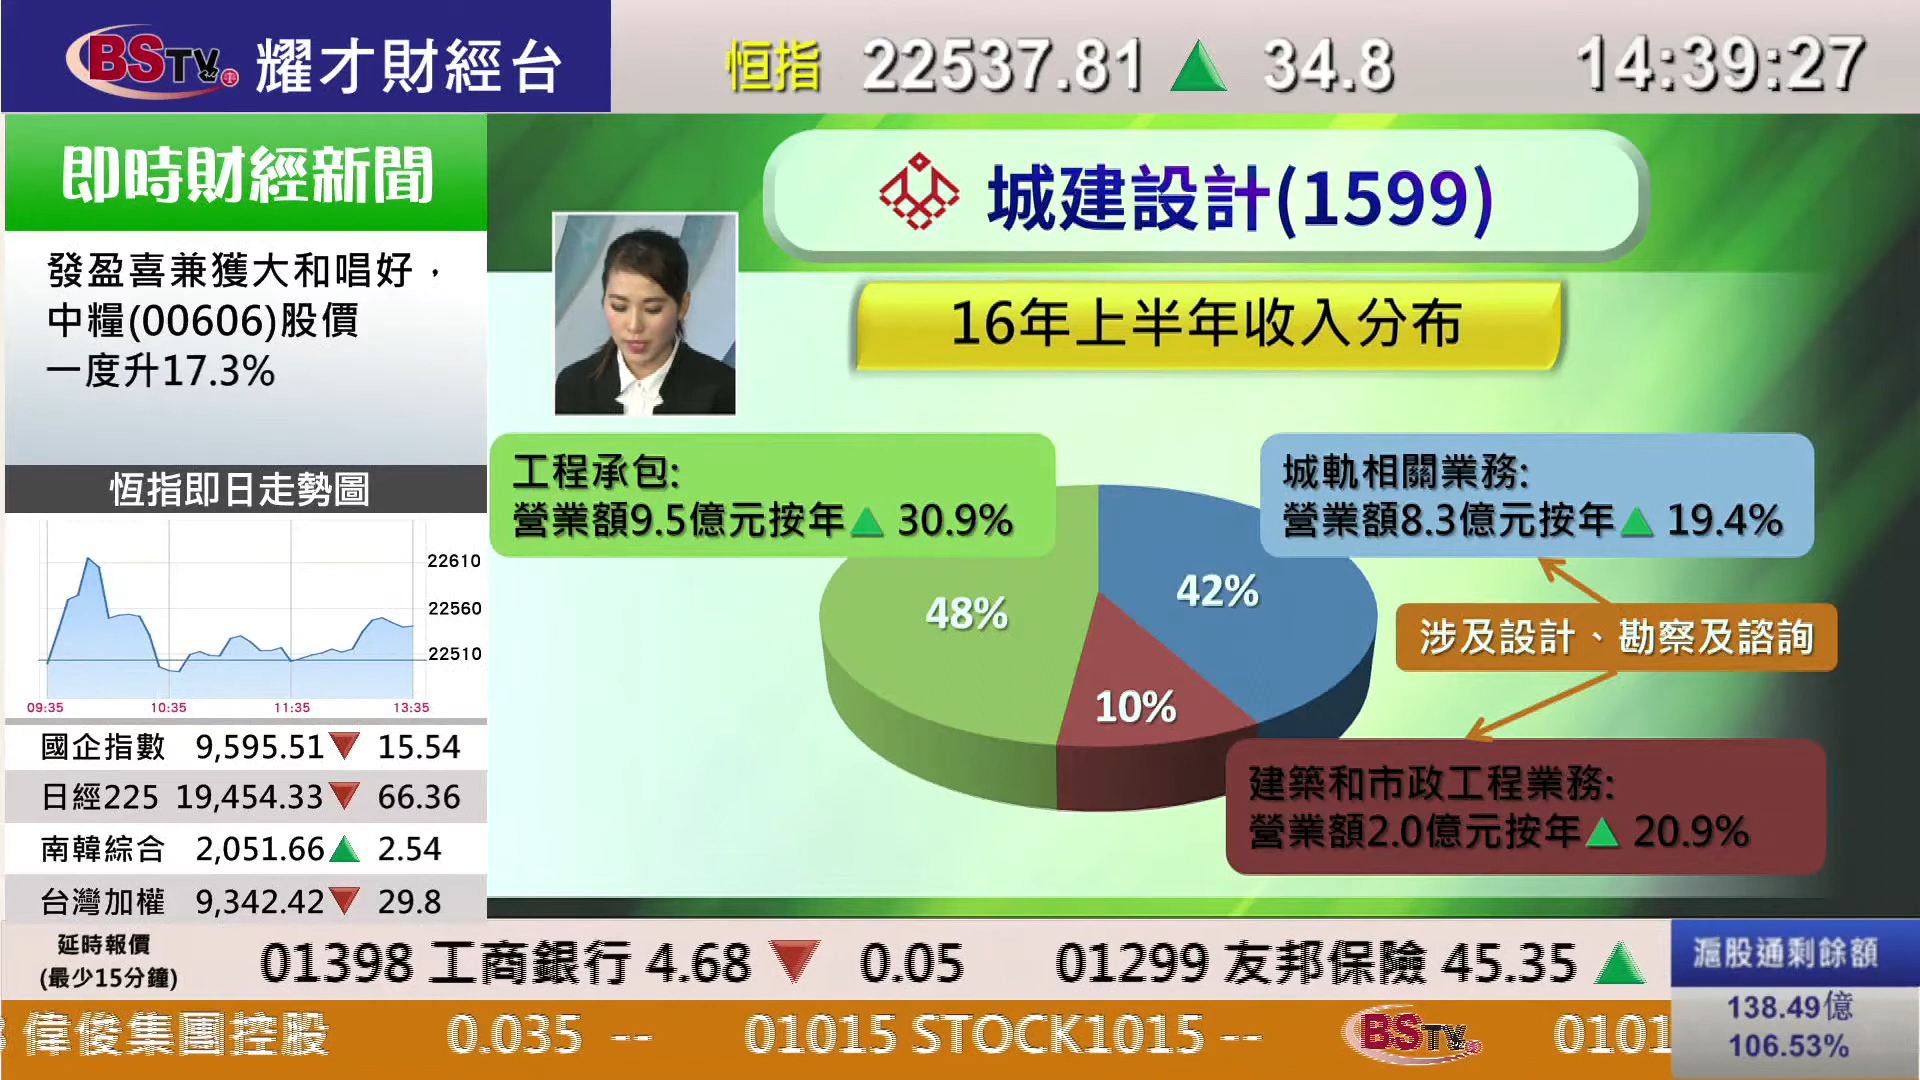 BSTV 耀才財經台
恒指 22537.81 ▲ 34.8
14:39:27
即時財經新聞
發盈喜兼獲大和唱好，
中糧(00606)股價
一度升17.3%
恆指即日走勢圖
22610
22560
22510
09:35 10:35 11:35 13:35
國企指數 9,595.51 ▼ 15.54
日經225 19,454.33 ▼ 66.36
南韓綜合 2,051.66 ▲ 2.54
台灣加權 9,342.42 ▼ 29.8
城建設計(1599)
16年上半年收入分布
工程承包:
營業額9.5億元按年▲ 30.9%
城軌相關業務:
營業額8.3億元按年▲ 19.4%
48%
42%
10%
涉及設計、勘察及諮詢
建築和市政工程業務:
營業額2.0億元按年▲ 20.9%
延時報價
(最少15分鐘)
01398 工商銀行 4.68 ▼ 0.05 01299 友邦保險 45.35 ▲
滬股通剩餘額
138.49億
106.53%
偉俊集團控股 0.035 -- 01015 STOCK1015 -- BSTV 0101